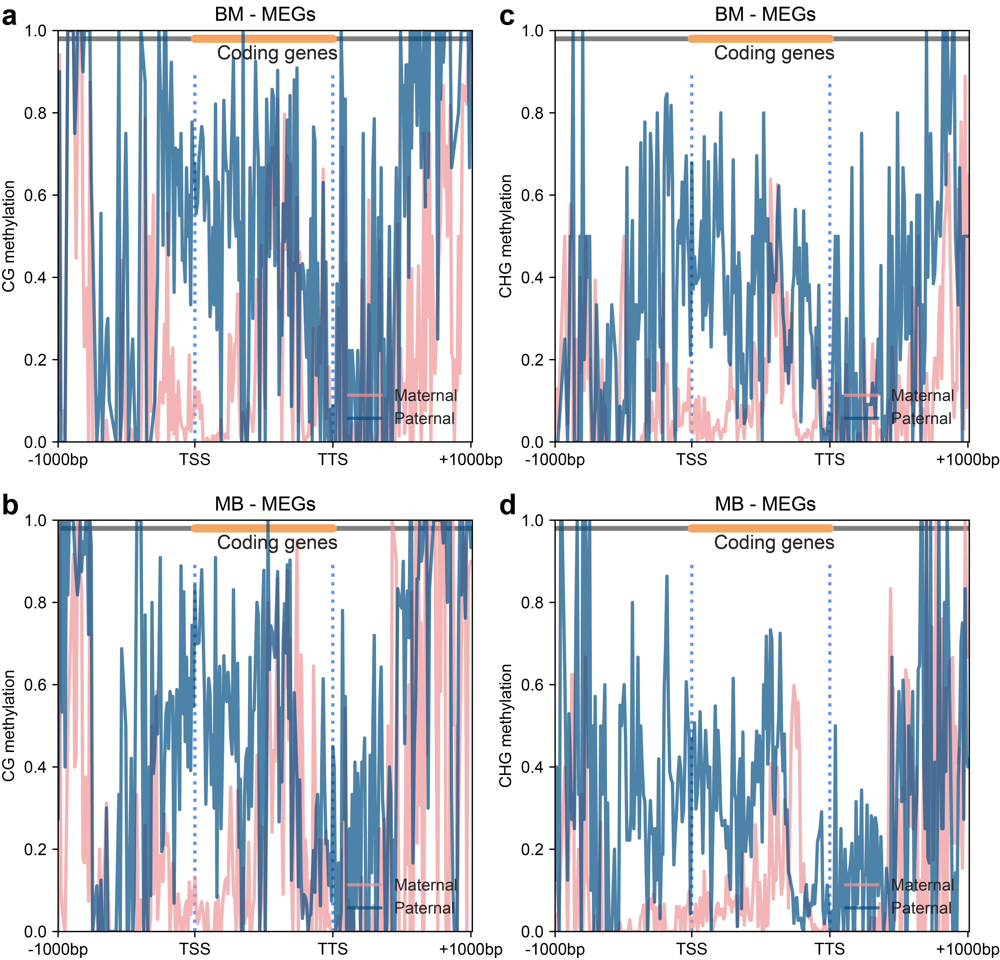 a
BM - MEGs
1.0
0.8
0.6
0.4
0.2
0.0
CG methylation
Coding genes
Maternal
Paternal
-1000bp
TSS
TTS
+1000bp
c
BM - MEGs
1.0
0.8
0.6
0.4
0.2
0.0
CHG methylation
Coding genes
Maternal
Paternal
-1000bp
TSS
TTS
+1000bp
b
MB - MEGs
1.0
0.8
0.6
0.4
0.2
0.0
CG methylation
Coding genes
Maternal
Paternal
-1000bp
TSS
TTS
+1000bp
d
MB - MEGs
1.0
0.8
0.6
0.4
0.2
0.0
CHG methylation
Coding genes
Maternal
Paternal
-1000bp
TSS
TTS
+1000bp